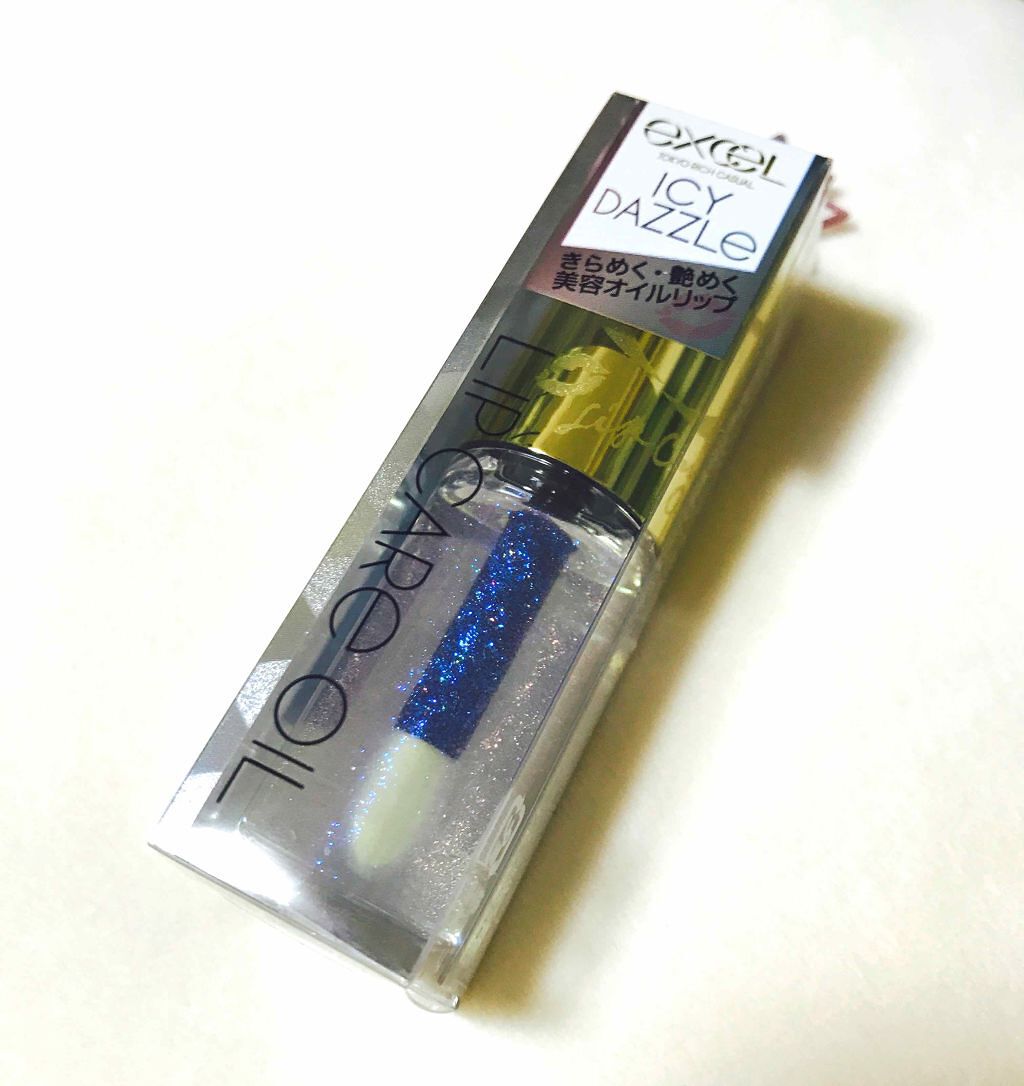 excel
TOKYO RICH CASUAL
ICY
DAZZLe
きらめく・艶めく
美容オイルリップ
LIP CARe OIL